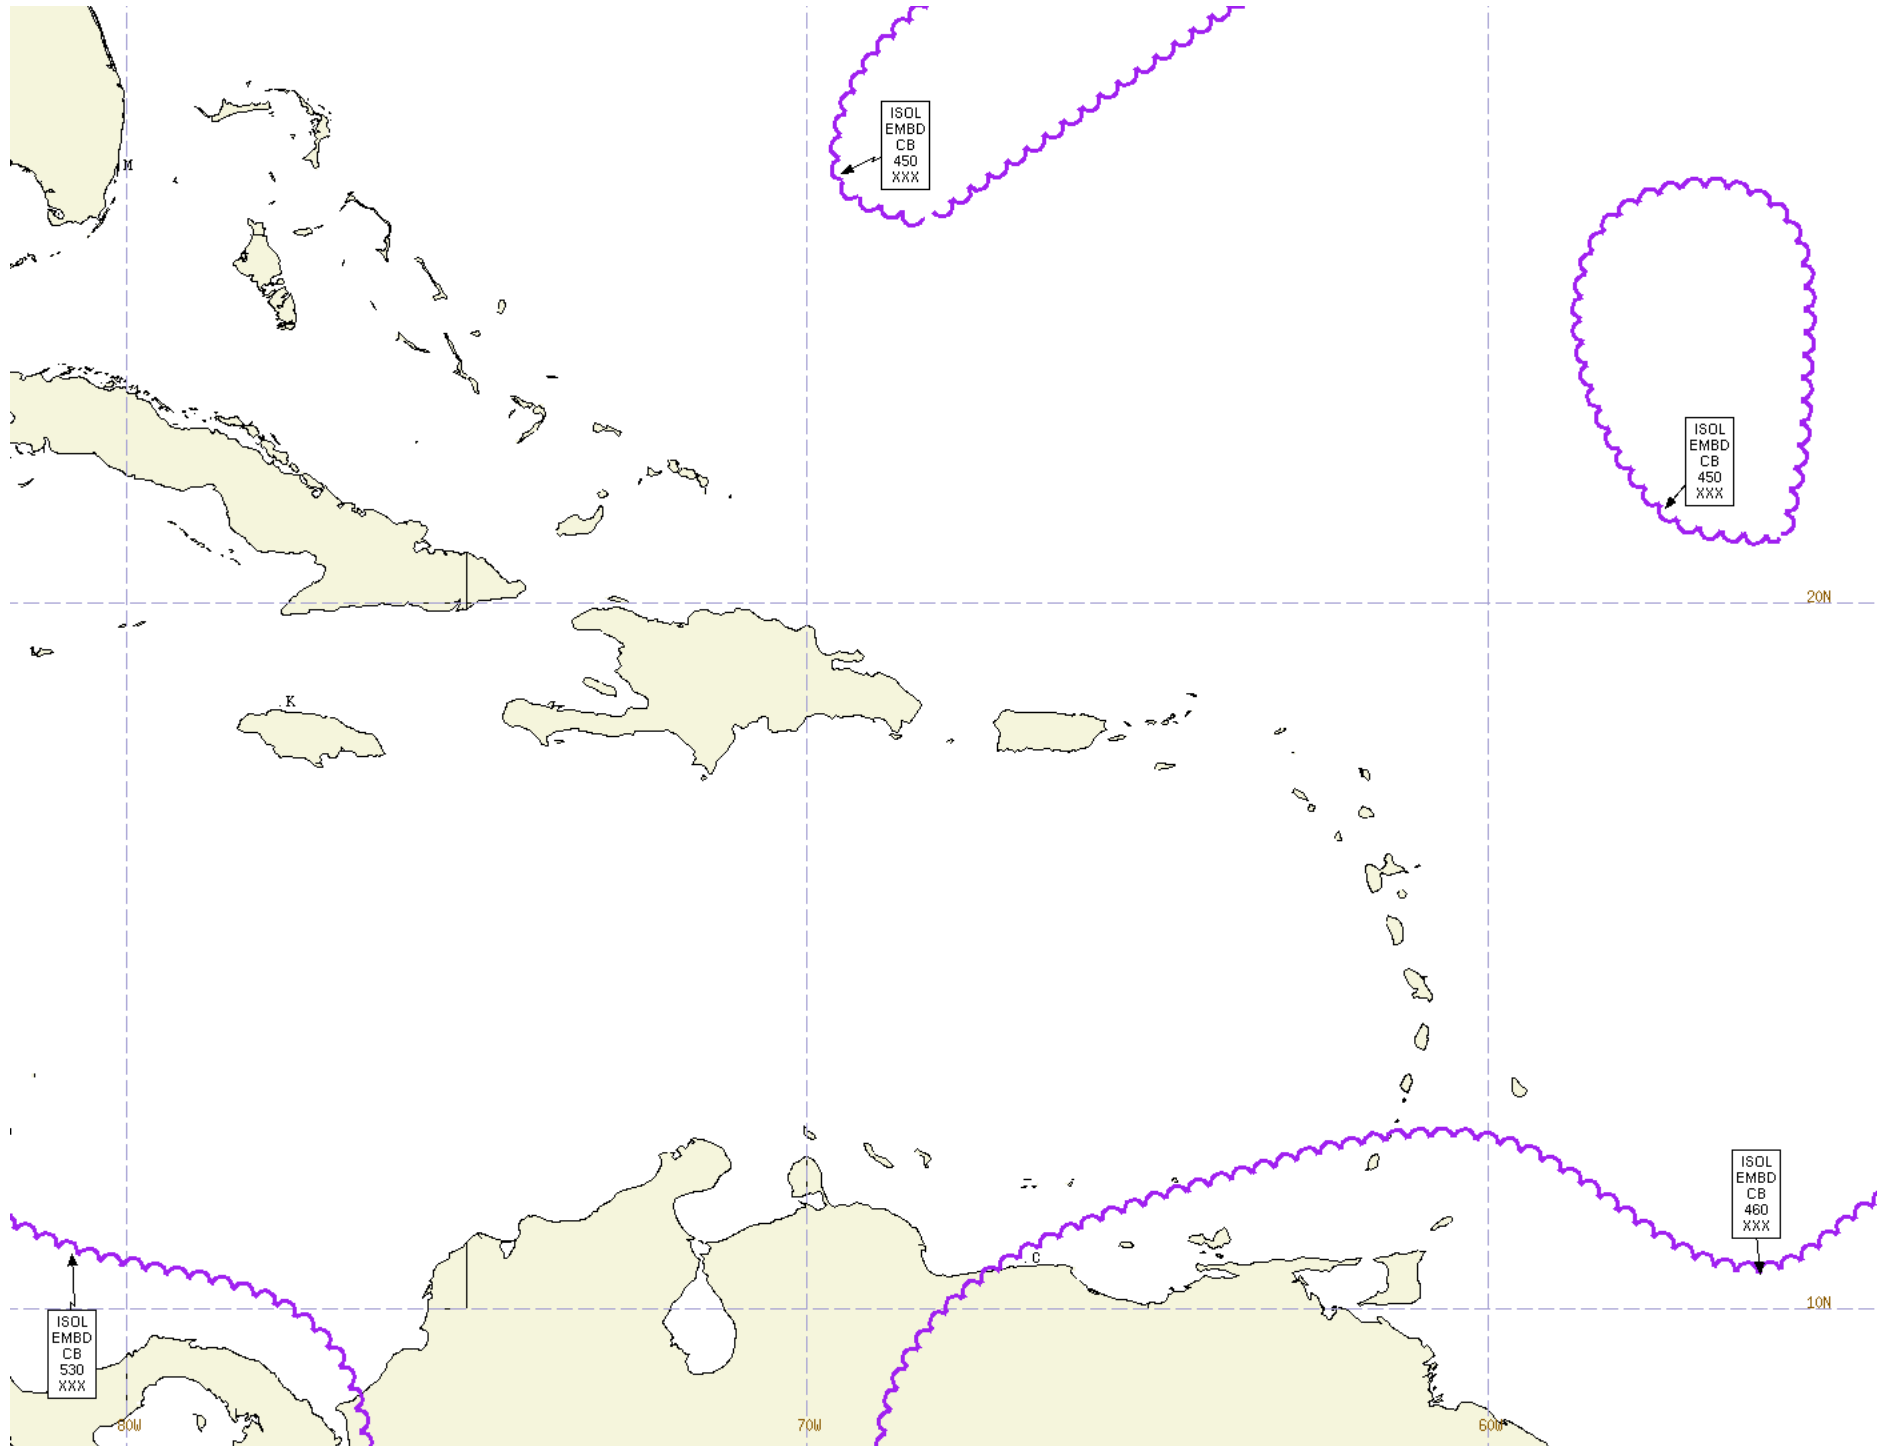 ISOL
EMBD
CB
450
XXX
M
ISOL
EMBD
CB
450
XXX
20N
K
ISOL
EMBD
CB
460
XXX
C
10N
ISOL
EMBD
CB
530
XXX
80W
70W
60W